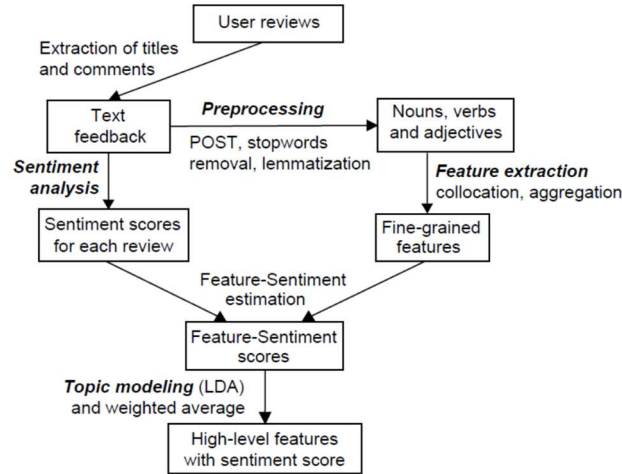 User reviews
Extraction of titles
and comments
Text
feedback
Preprocessing
POST, stopwords
removal, lemmatization
Nouns, verbs
and adjectives
Sentiment
analysis
Feature extraction
collocation, aggregation
Sentiment scores
for each review
Fine-grained
features
Feature-Sentiment
estimation
Feature-Sentiment
scores
Topic modeling (LDA)
and weighted average
High-level features
with sentiment score